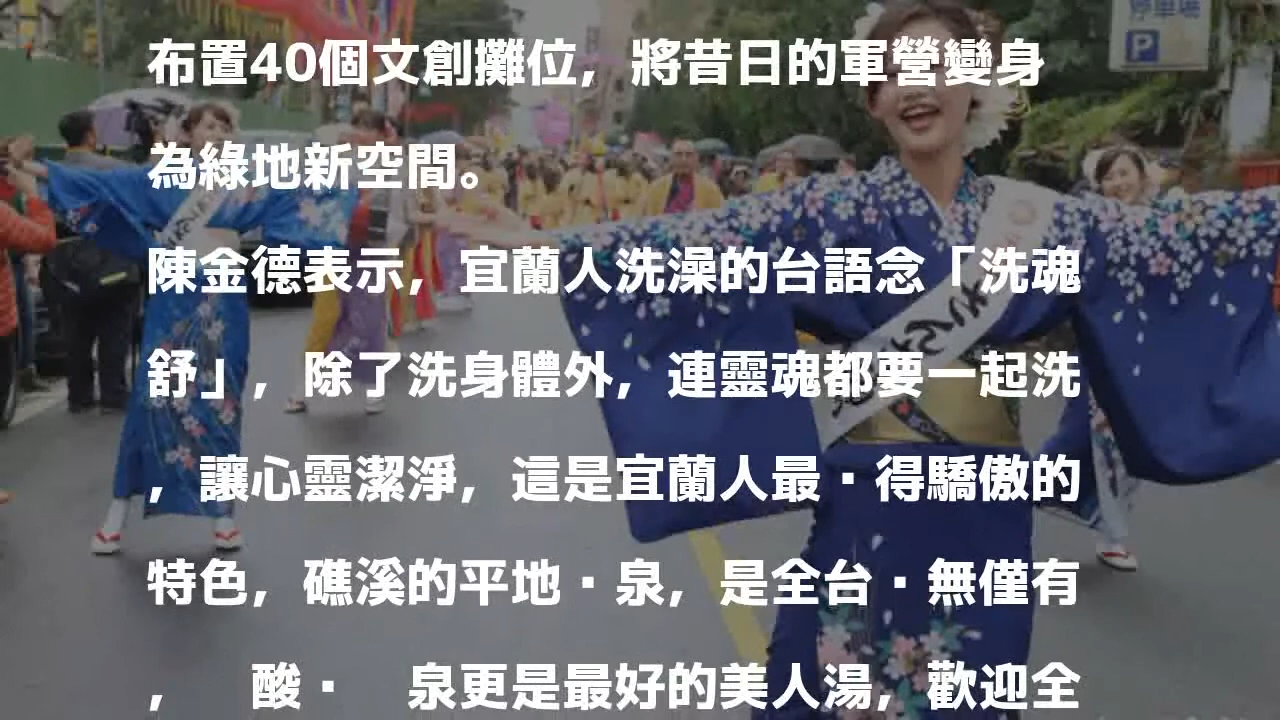 布置40個文創攤位，將昔日的軍營變身
為綠地新空間。
陳金德表示，宜蘭人洗澡的台語念「洗魂
舒」，除了洗身體外，連靈魂都要一起洗
，讓心靈潔淨，這是宜蘭人最·得驕傲的
特色，礁溪的平地·泉，是全台·無僅有
，　酸·　泉更是最好的美人湯，歡迎全
停車場
P